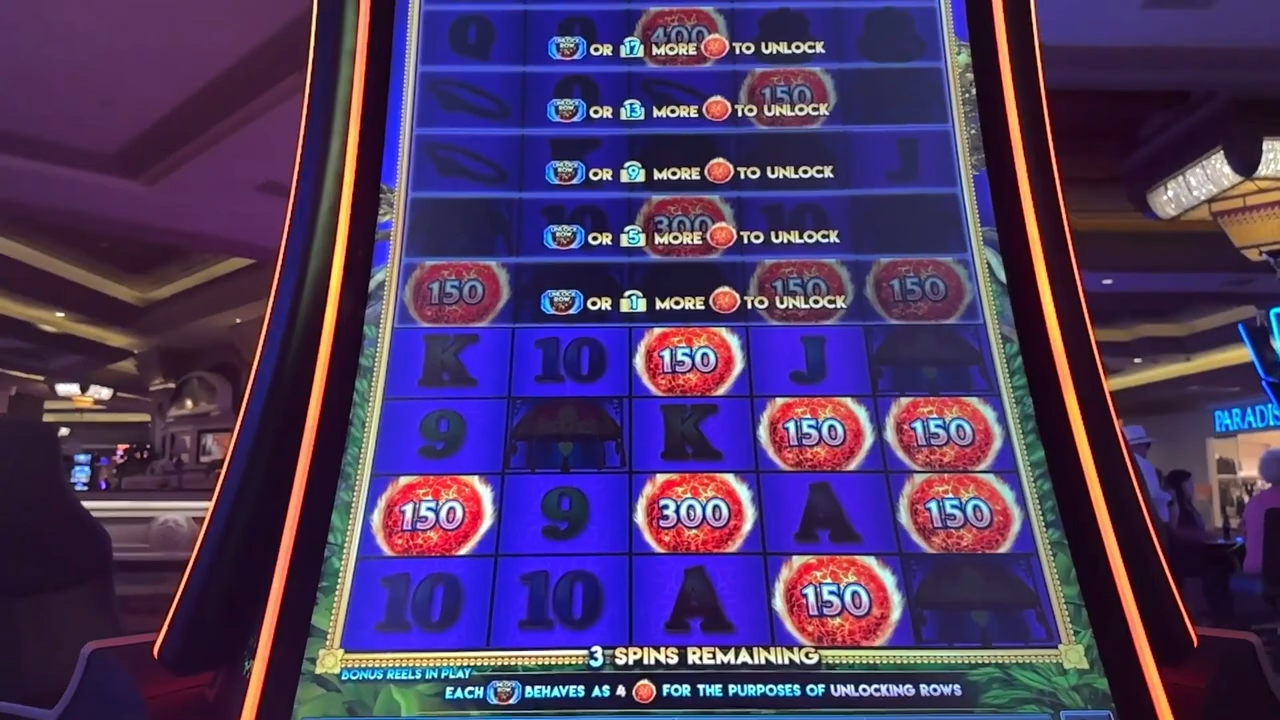 Q 400
UNLOCK ROW OR 17 MORE TO UNLOCK
150
UNLOCK ROW OR 13 MORE TO UNLOCK
J
UNLOCK ROW OR 9 MORE TO UNLOCK
10 300 10
UNLOCK ROW OR 5 MORE TO UNLOCK
150 150 150
UNLOCK ROW OR 1 MORE TO UNLOCK
K 10 150 J
9 K 150 150
150 9 300 A 150
10 10 A 150
3 SPINS REMAINING
BONUS REELS IN PLAY
EACH UNLOCK ROW BEHAVES AS 4 FOR THE PURPOSES OF UNLOCKING ROWS